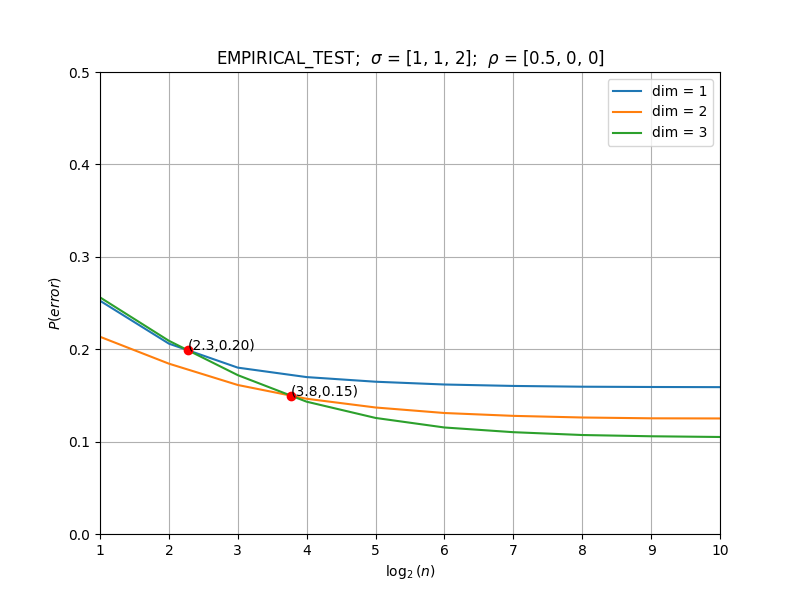 EMPIRICAL_TEST; σ = [1, 1, 2]; ρ = [0.5, 0, 0]
dim = 1
dim = 2
dim = 3
0.5
0.4
0.3
0.2
0.1
0.0
P(error)
(2.3,0.20)
(3.8,0.15)
1 2 3 4 5 6 7 8 9 10
log₂(n)